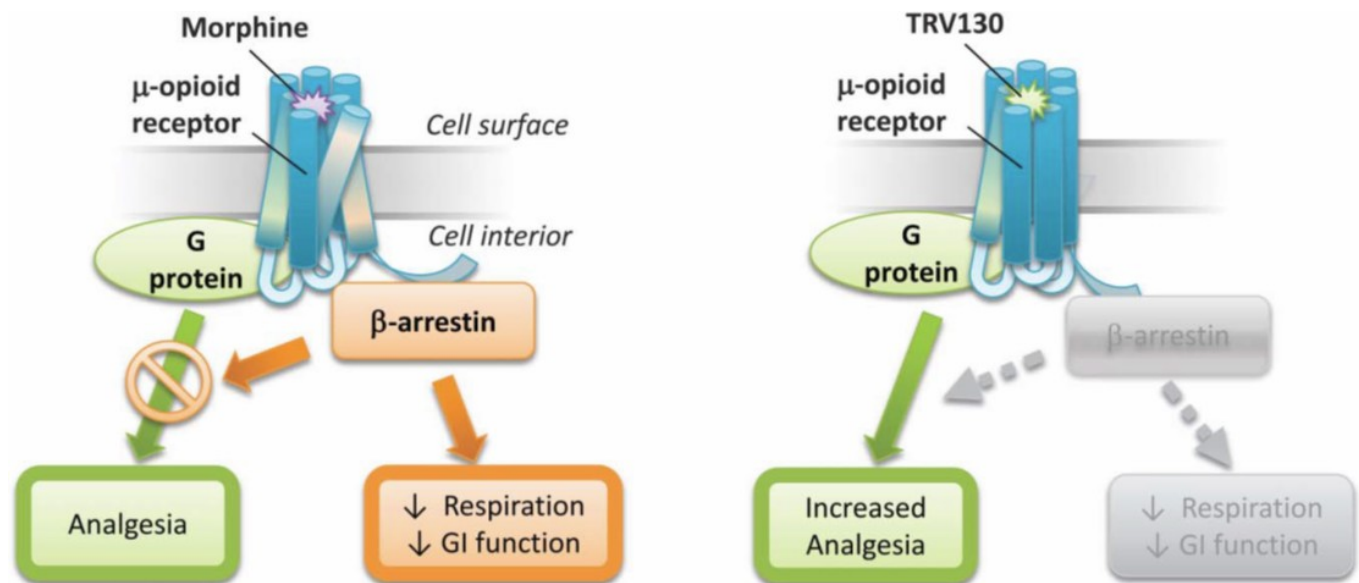 Morphine
μ-opioid
receptor
Cell surface
Cell interior
G
protein
β-arrestin
Analgesia
↓ Respiration
↓ GI function
TRV130
μ-opioid
receptor
G
protein
β-arrestin
Increased
Analgesia
↓ Respiration
↓ GI function